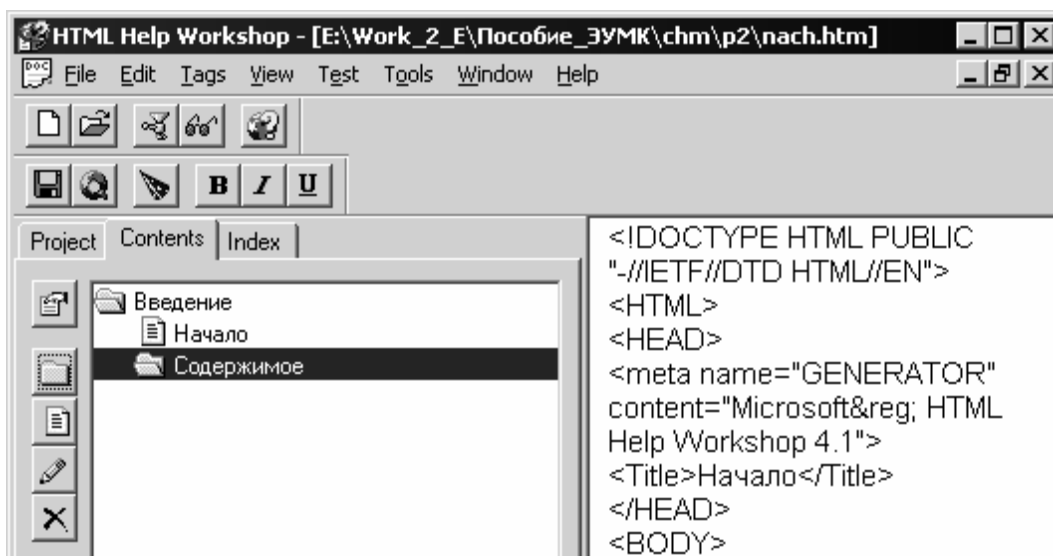 HTML Help Workshop - [E:\Work_2_E\Пособие_ЭУМК\chm\p2\nach.htm]
DOC File Edit Tags View Test Tools Window Help
B I U
Project Contents Index
Введение
Начало
Содержимое
<!DOCTYPE HTML PUBLIC
"-//IETF//DTD HTML//EN">
<HTML>
<HEAD>
<meta name="GENERATOR"
content="Microsoft&reg; HTML
Help Workshop 4.1">
<Title>Начало</Title>
</HEAD>
<BODY>